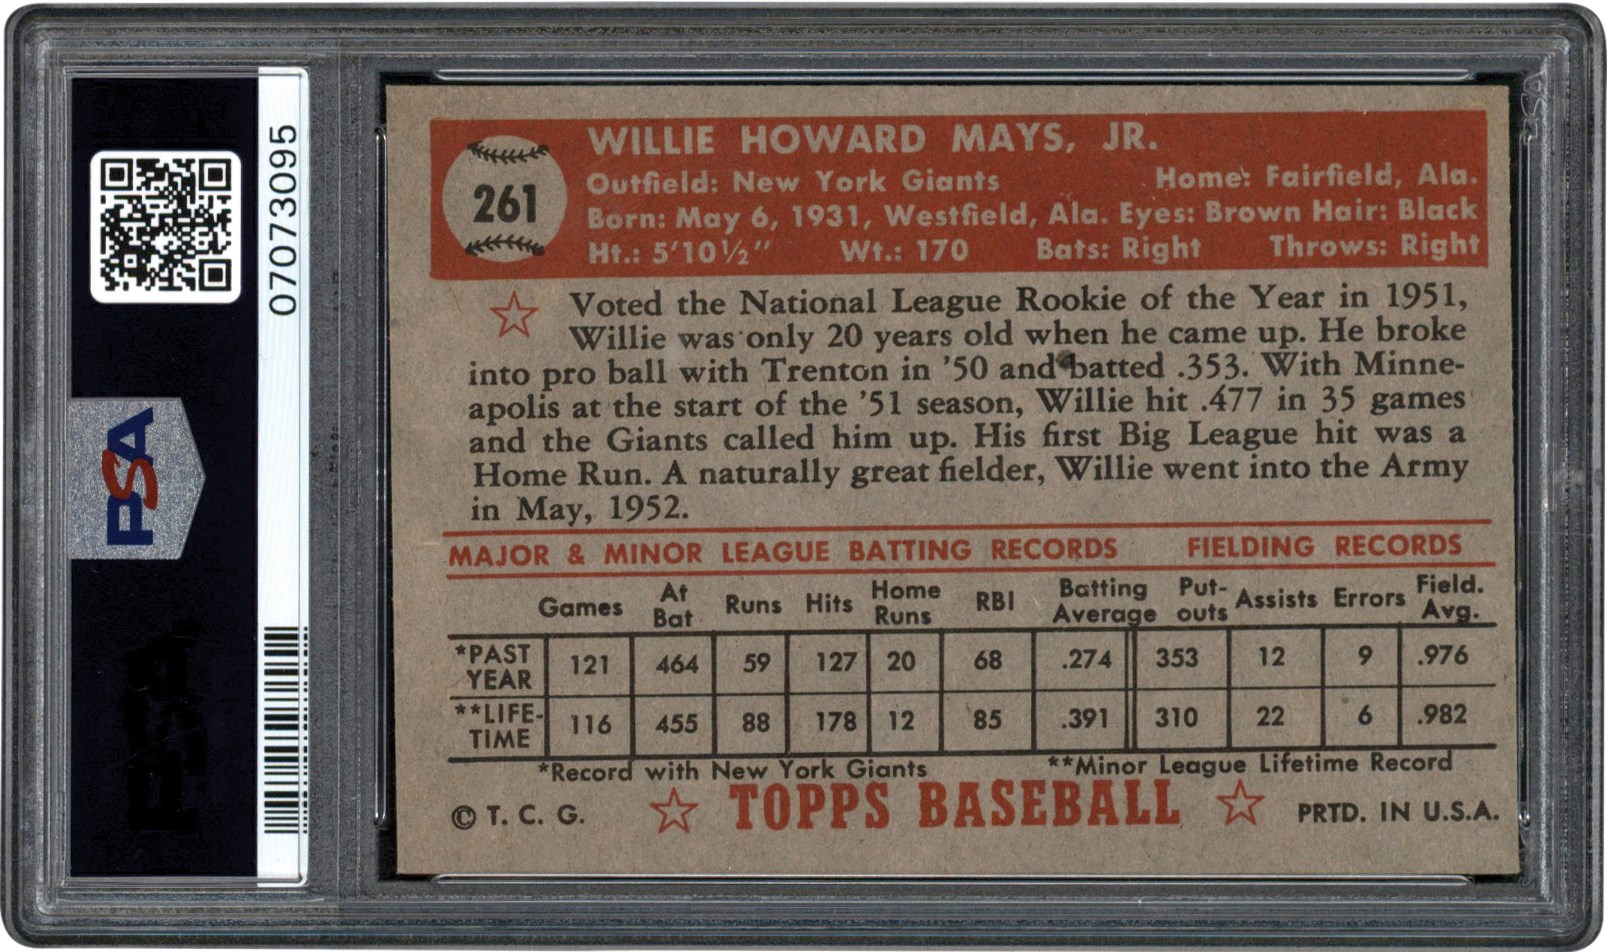 07073095
PSA
261
WILLIE HOWARD MAYS, JR.
Outfield: New York Giants Home: Fairfield, Ala.
Born: May 6, 1931, Westfield, Ala. Eyes: Brown Hair: Black
Ht.: 5'10½" Wt.: 170 Bats: Right Throws: Right
Voted the National League Rookie of the Year in 1951,
Willie was only 20 years old when he came up. He broke
into pro ball with Trenton in '50 and batted .353. With Minne-
apolis at the start of the '51 season, Willie hit .477 in 35 games
and the Giants called him up. His first Big League hit was a
Home Run. A naturally great fielder, Willie went into the Army
in May, 1952.
MAJOR & MINOR LEAGUE BATTING RECORDS FIELDING RECORDS
Games At Bat Runs Hits Home Runs RBI Batting Average Put-outs Assists Errors Field. Avg.
*PAST YEAR 121 464 59 127 20 68 .274 353 12 9 .976
**LIFE-TIME 116 455 88 178 12 85 .391 310 22 6 .982
*Record with New York Giants **Minor League Lifetime Record
© T. C. G. TOPPS BASEBALL PRTD. IN U.S.A.
PSA
PSA